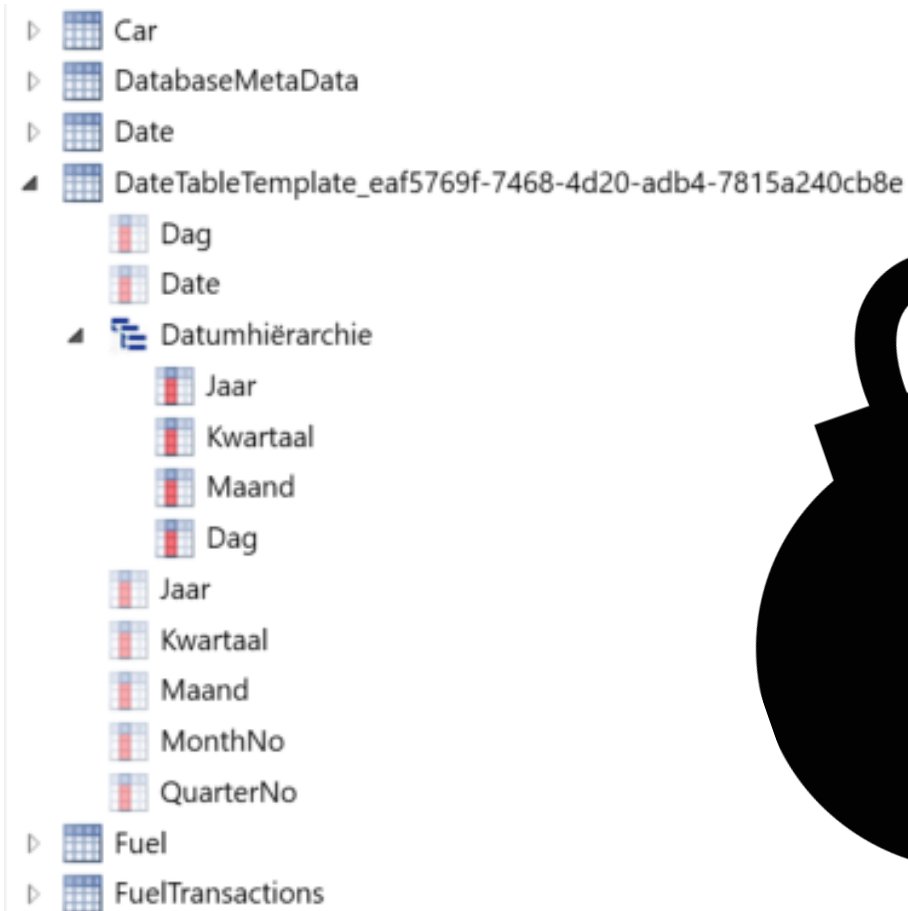 Car
DatabaseMetaData
Date
DateTableTemplate_eaf5769f-7468-4d20-adb4-7815a240cb8e
Dag
Date
Datumhiërarchie
Jaar
Kwartaal
Maand
Dag
Jaar
Kwartaal
Maand
MonthNo
QuarterNo
Fuel
FuelTransactions